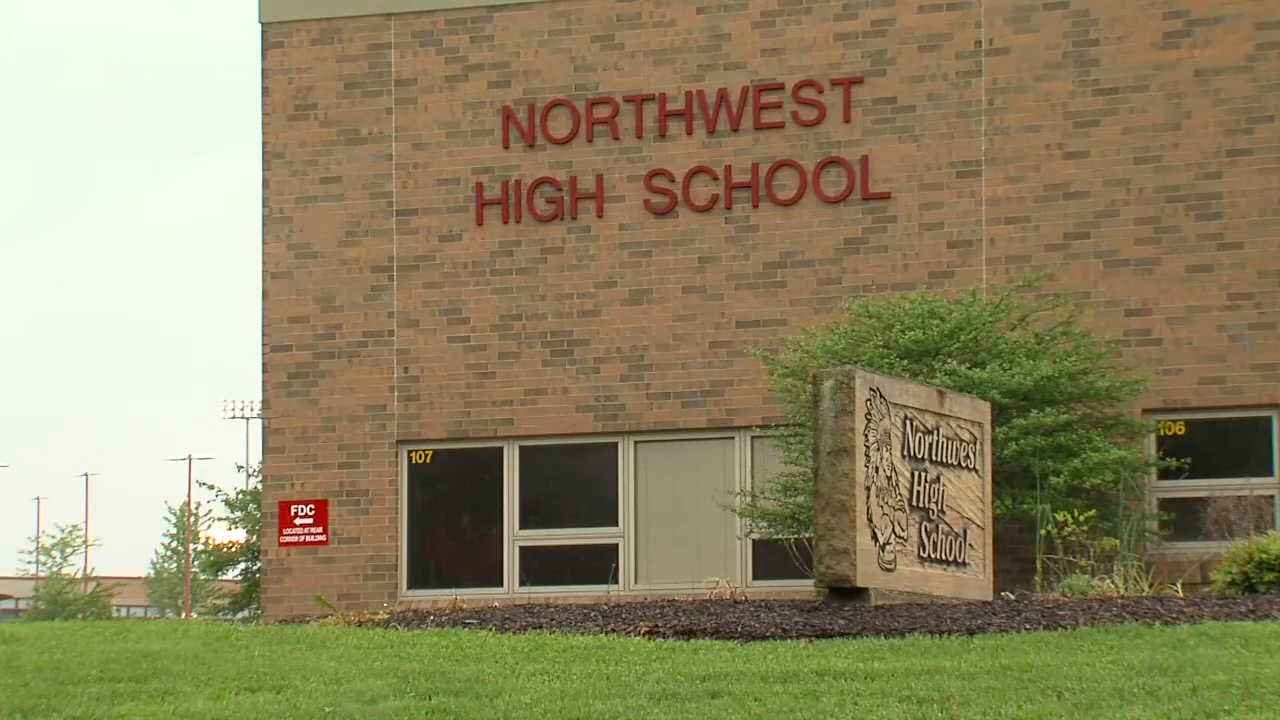 NORTHWEST
HIGH SCHOOL
107
106
FDC
LOCATED AT REAR
CORNER OF BUILDING
Northwest
High
School